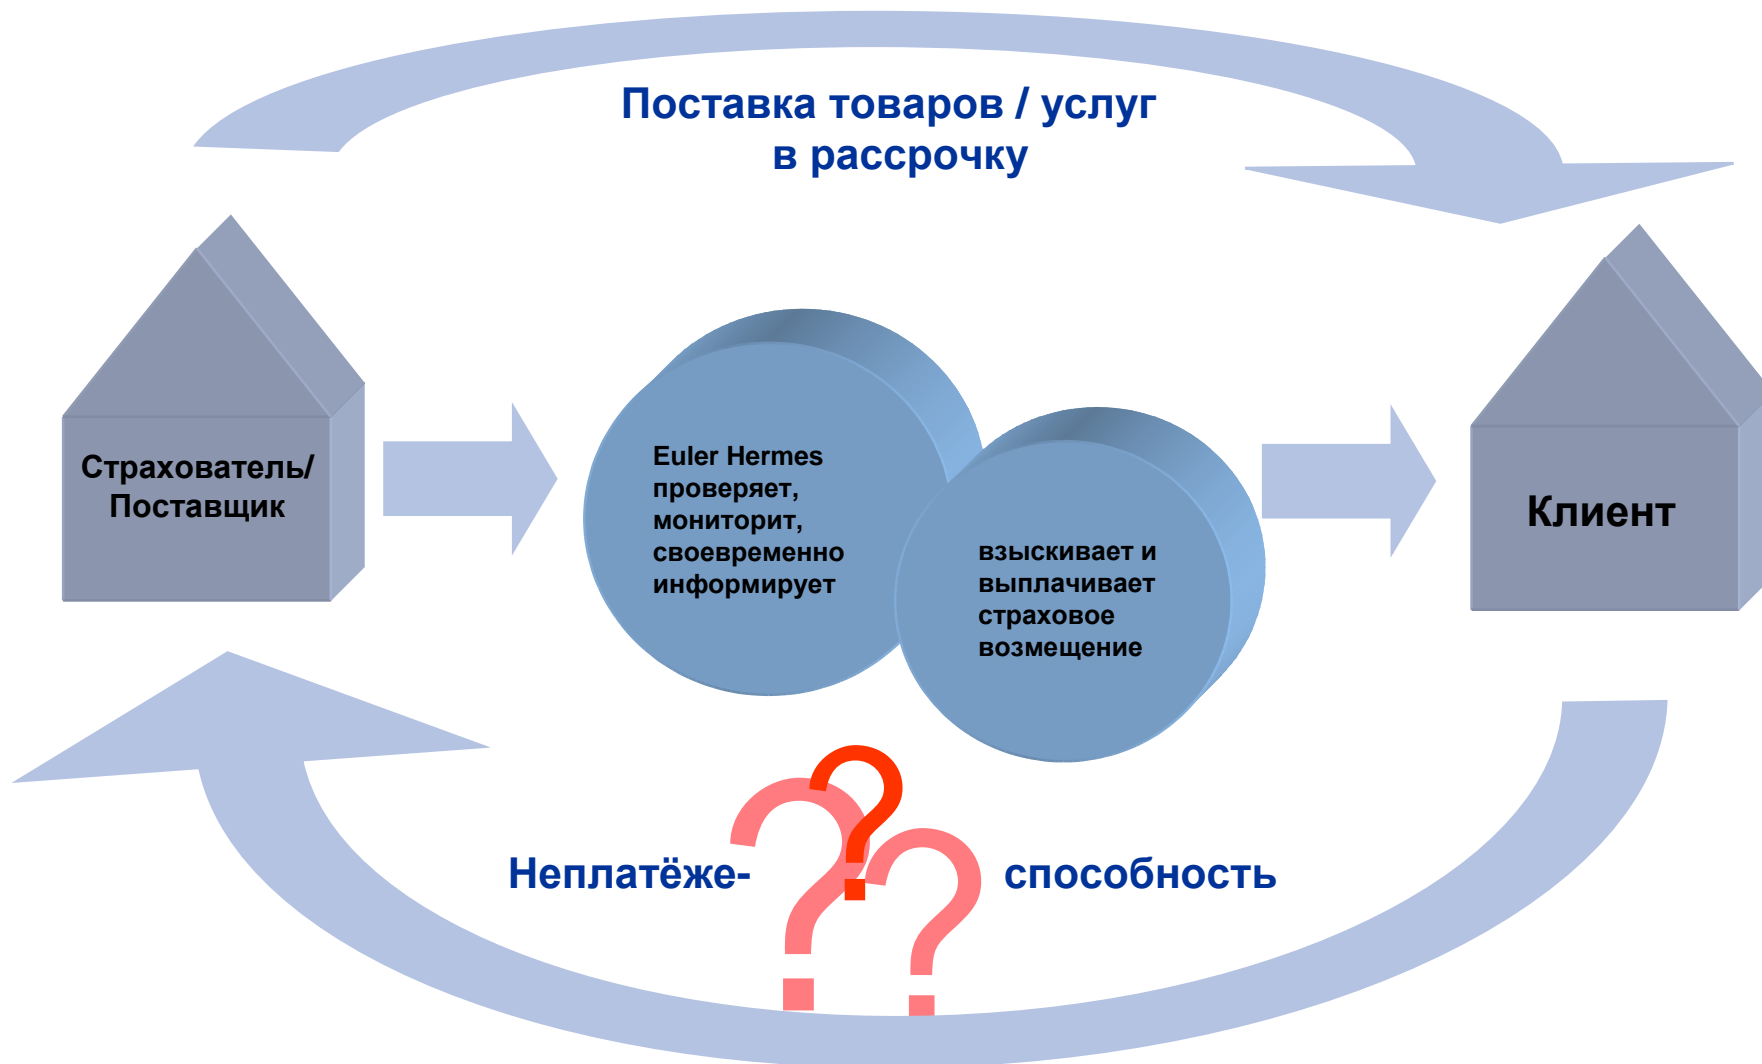 Поставка товаров / услуг
в рассрочку
Страхователь/
Поставщик
Euler Hermes
проверяет,
мониторит,
своевременно
информирует
взыскивает и
выплачивает
страховое
возмещение
Клиент
Неплатёже- ??? способность